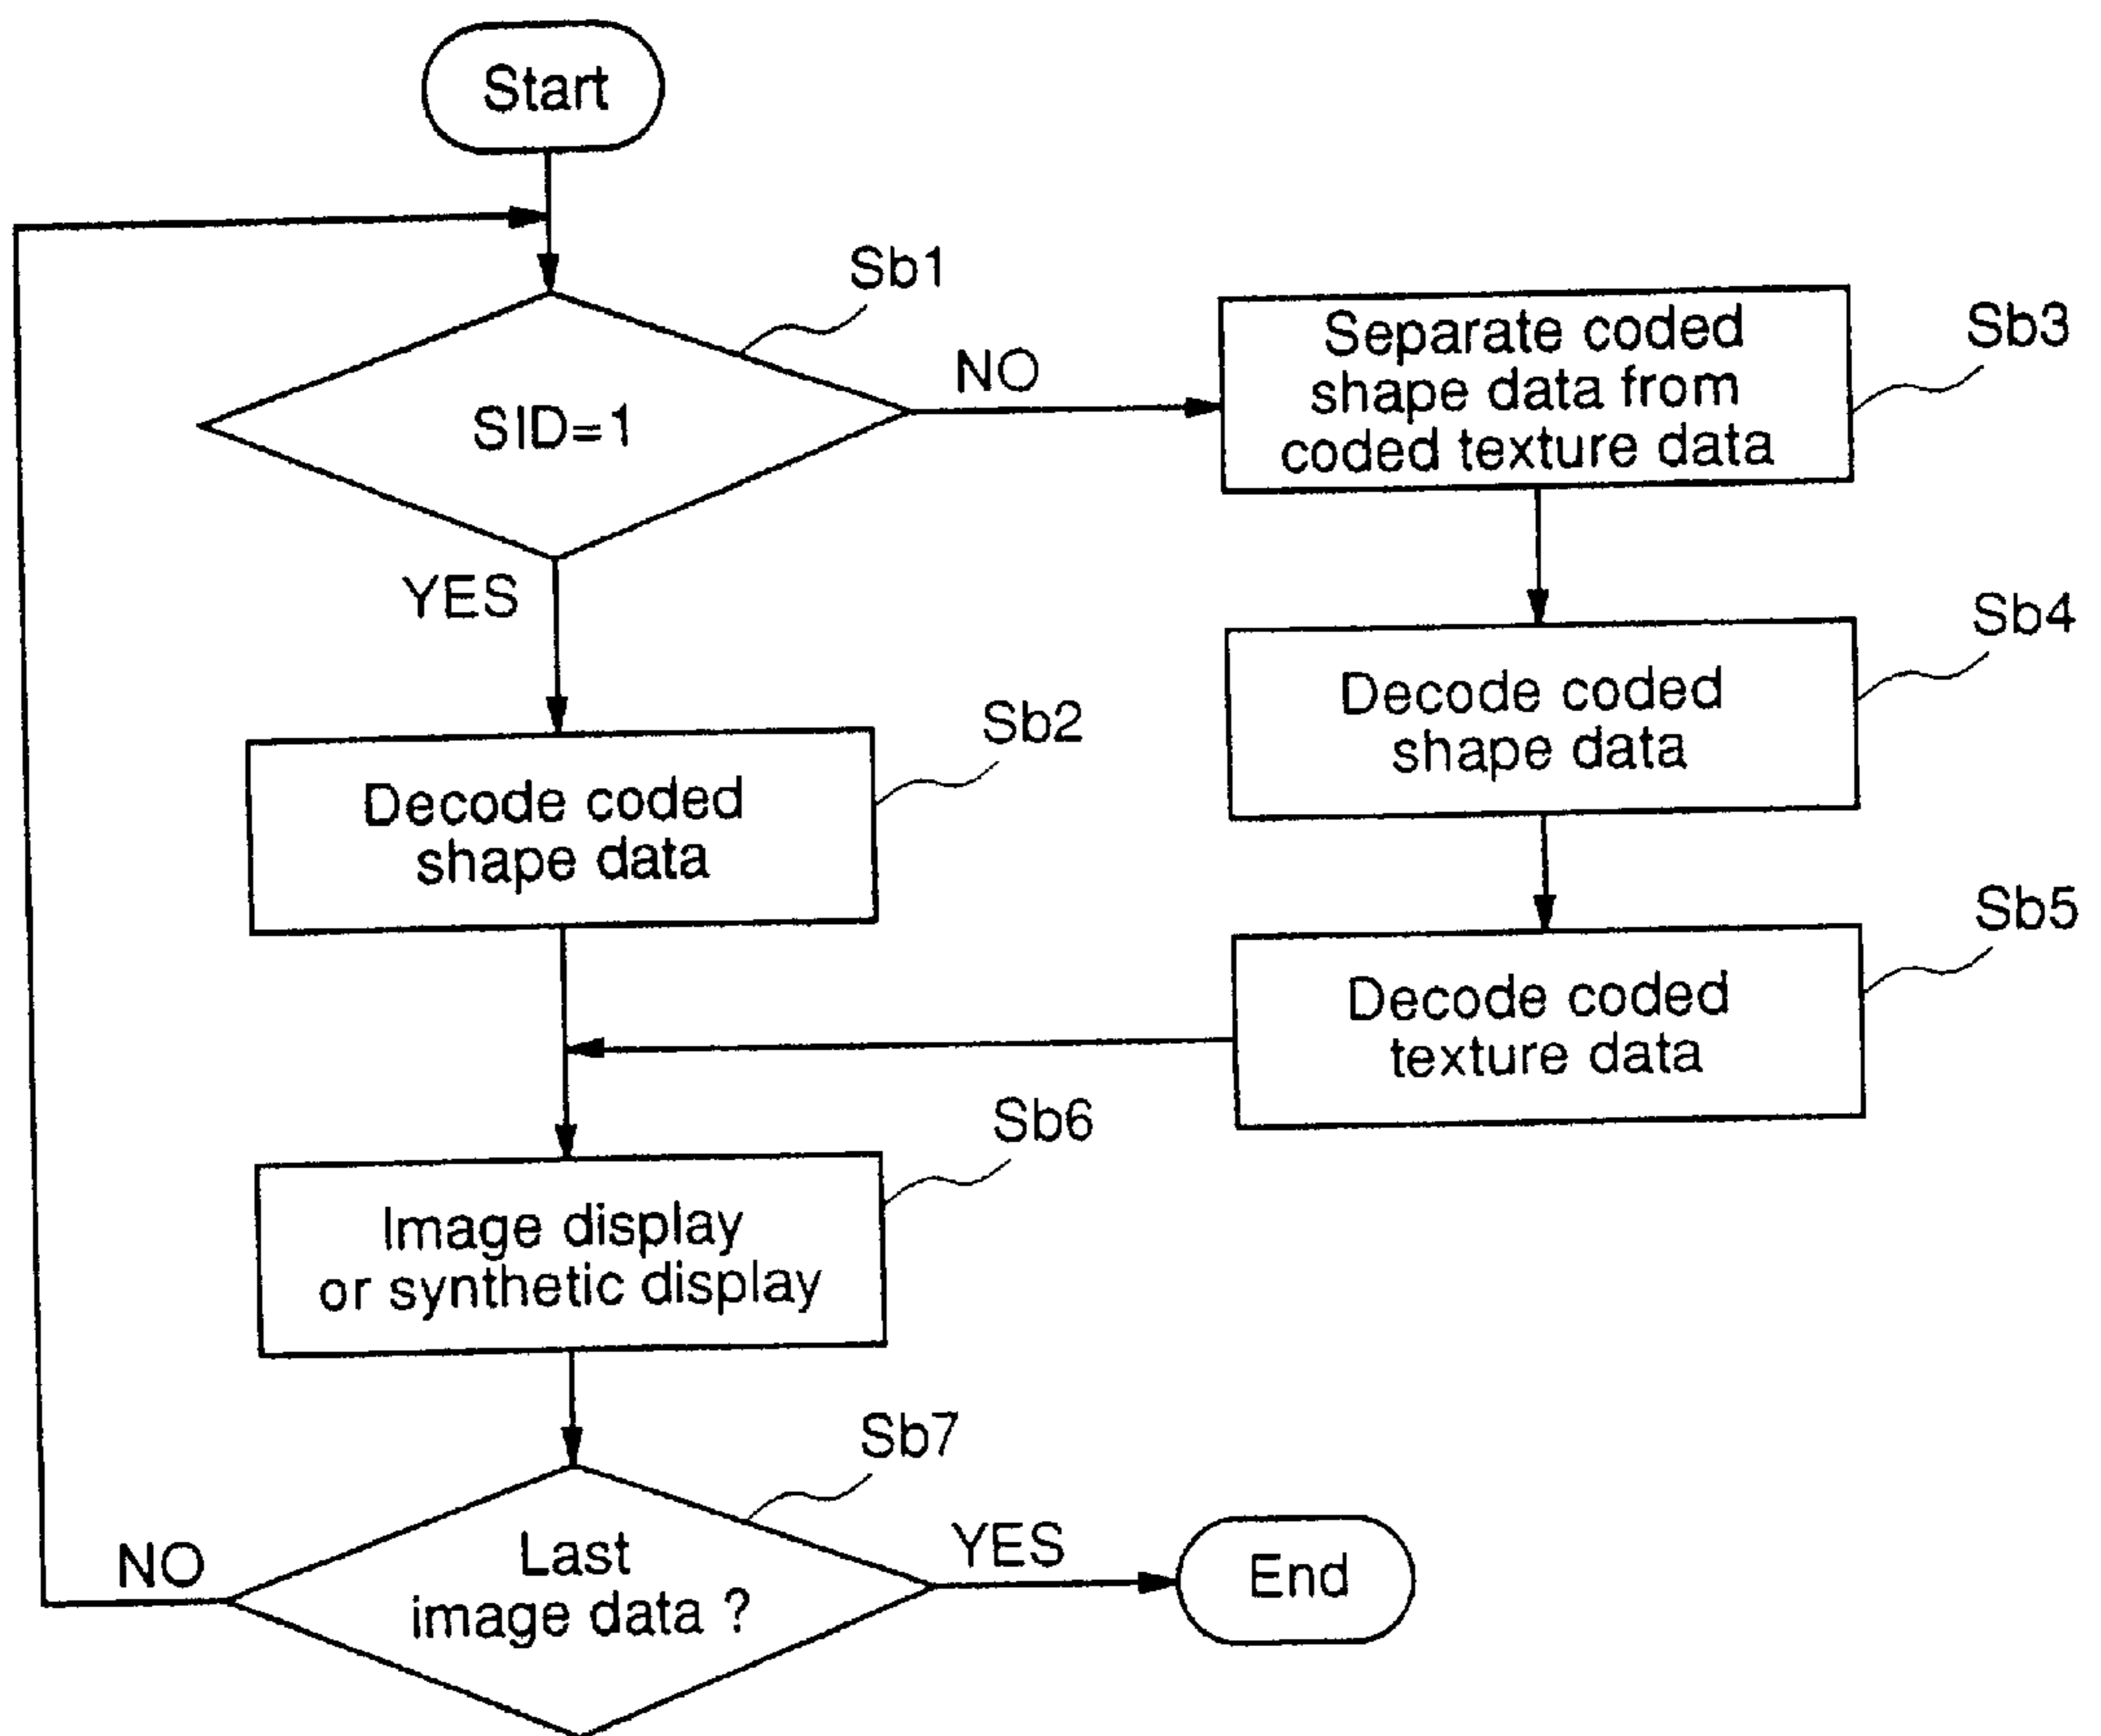 Start
Sb1
SID=1
NO
Separate coded
shape data from
coded texture data
Sb3
YES
Decode coded
shape data
Sb4
Sb2
Decode coded
shape data
Sb5
Decode coded
texture data
Sb6
Image display
or synthetic display
Sb7
NO
Last
image data ?
YES
End